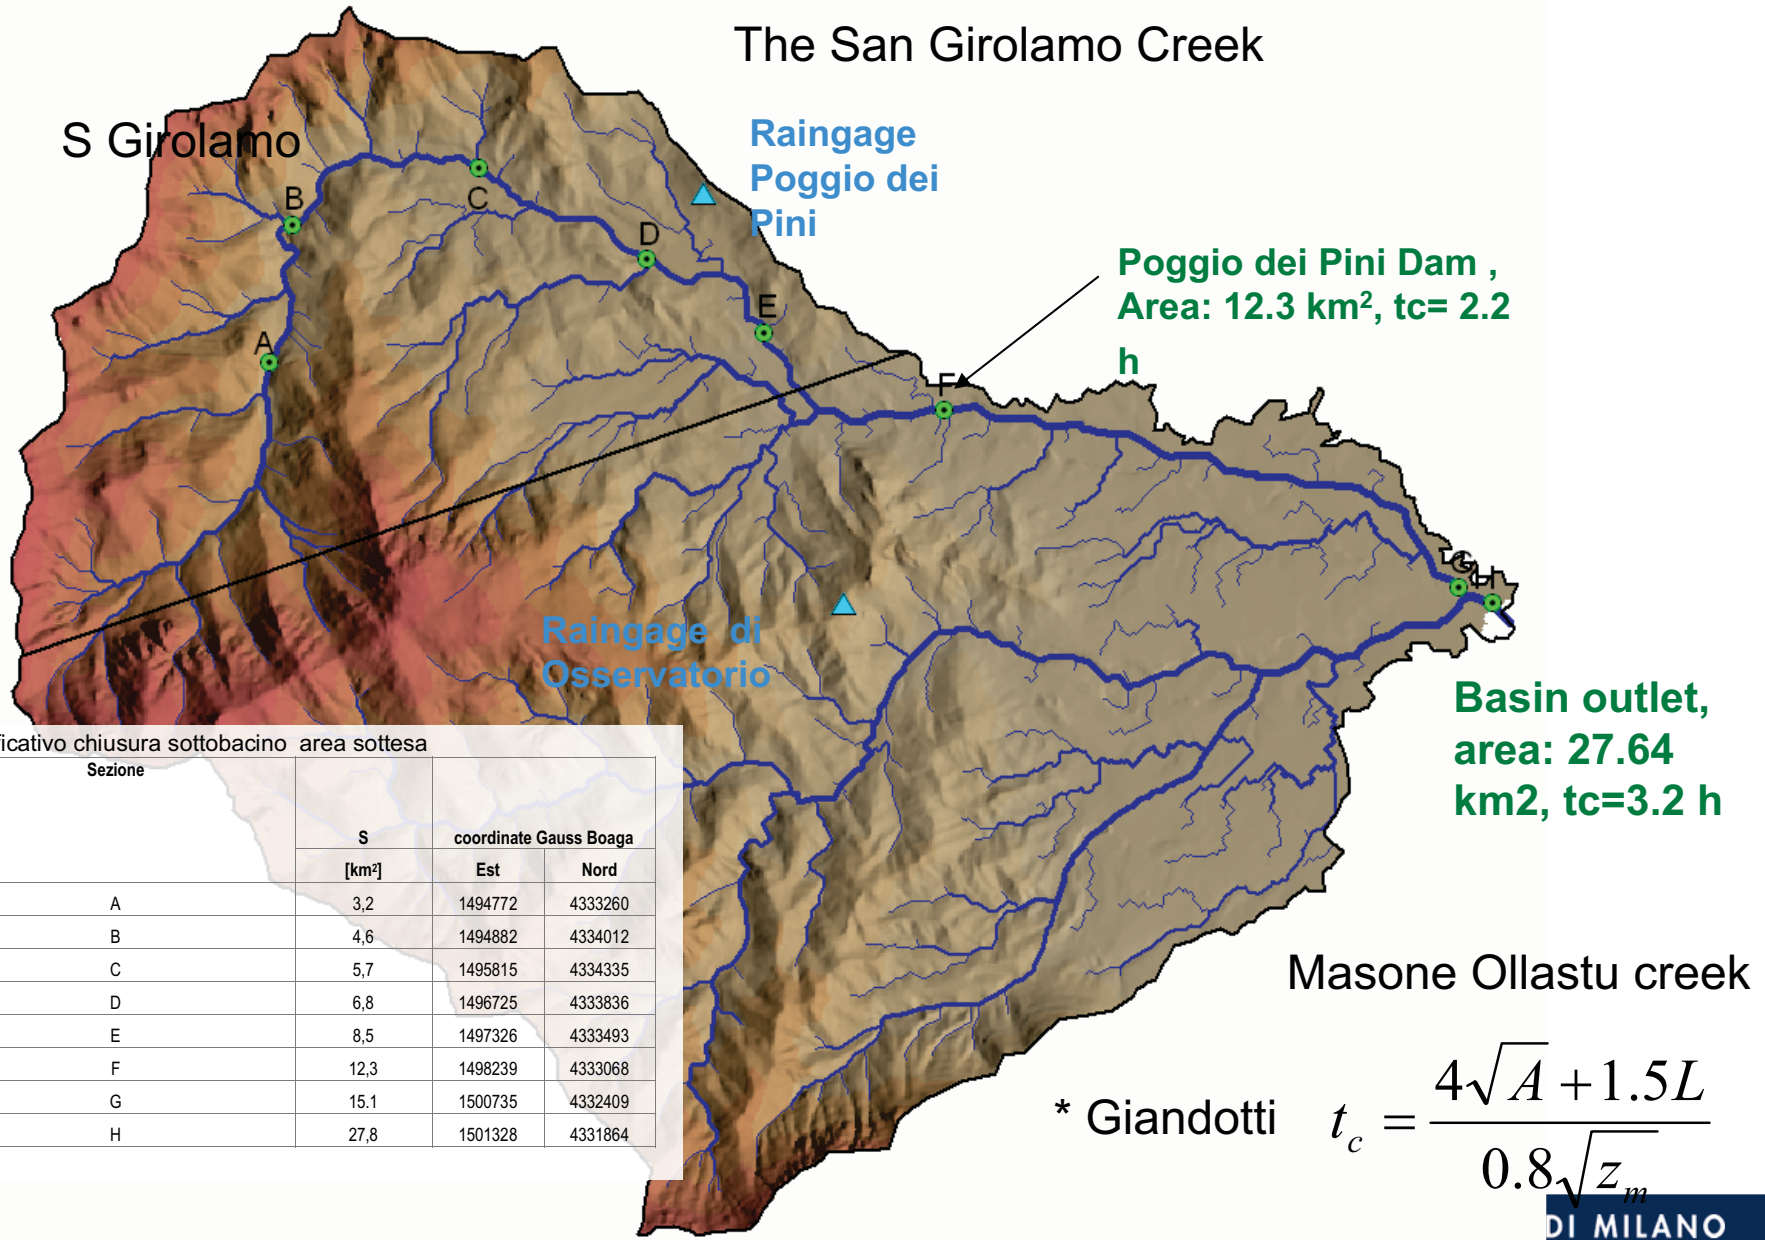 The San Girolamo Creek
S Girolamo
Raingage
Poggio dei
Pini
B
C
D
E
A
F
Poggio dei Pini Dam ,
Area: 12.3 km², tc= 2.2
h
G
H
Raingage di
Osservatorio
Basin outlet,
area: 27.64
km2, tc=3.2 h
ficativo chiusura sottobacino area sottesa
Sezione
S coordinate Gauss Boaga
[km²] Est Nord
A 3,2 1494772 4333260
B 4,6 1494882 4334012
C 5,7 1495815 4334335
D 6,8 1496725 4333836
E 8,5 1497326 4333493
F 12,3 1498239 4333068
G 15.1 1500735 4332409
H 27,8 1501328 4331864
Masone Ollastu creek
* Giandotti t_c = (4√A + 1.5L) / (0.8√z_m)
DI MILANO